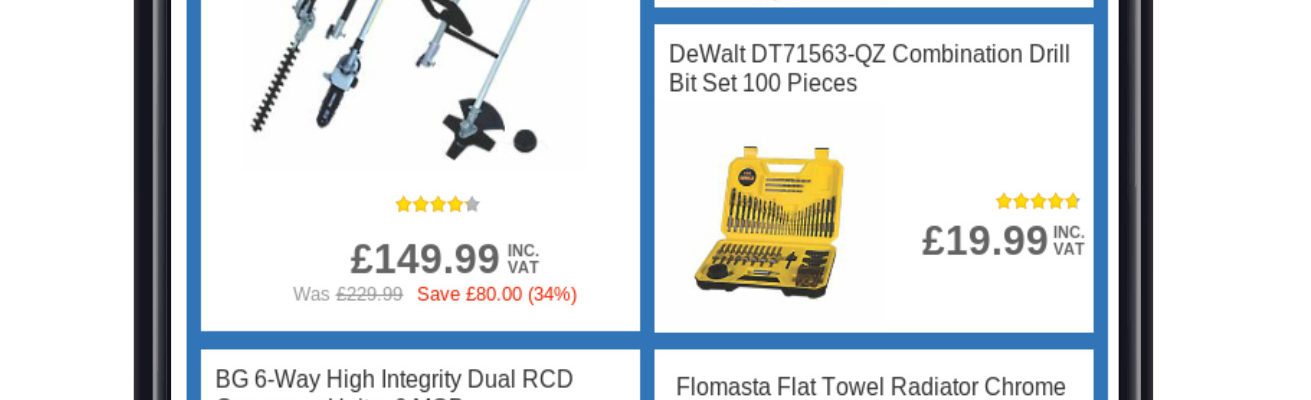 £149.99 INC. VAT
Was £229.99 Save £80.00 (34%)
DeWalt DT71563-QZ Combination Drill
Bit Set 100 Pieces
£19.99 INC. VAT
BG 6-Way High Integrity Dual RCD
Flomasta Flat Towel Radiator Chrome